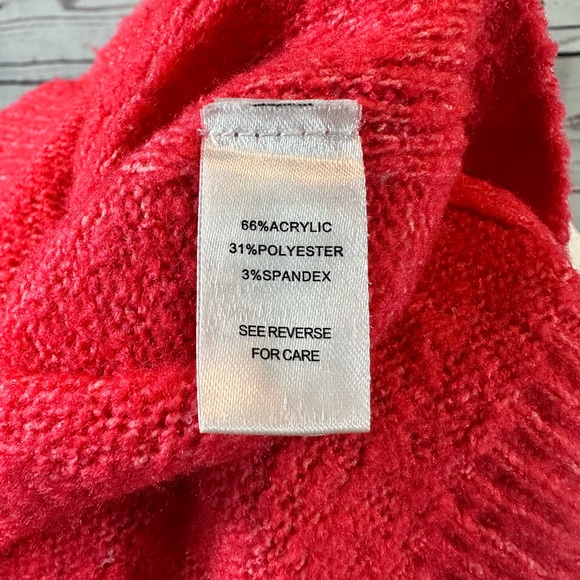 66%ACRYLIC
31%POLYESTER
3%SPANDEX
SEE REVERSE
FOR CARE